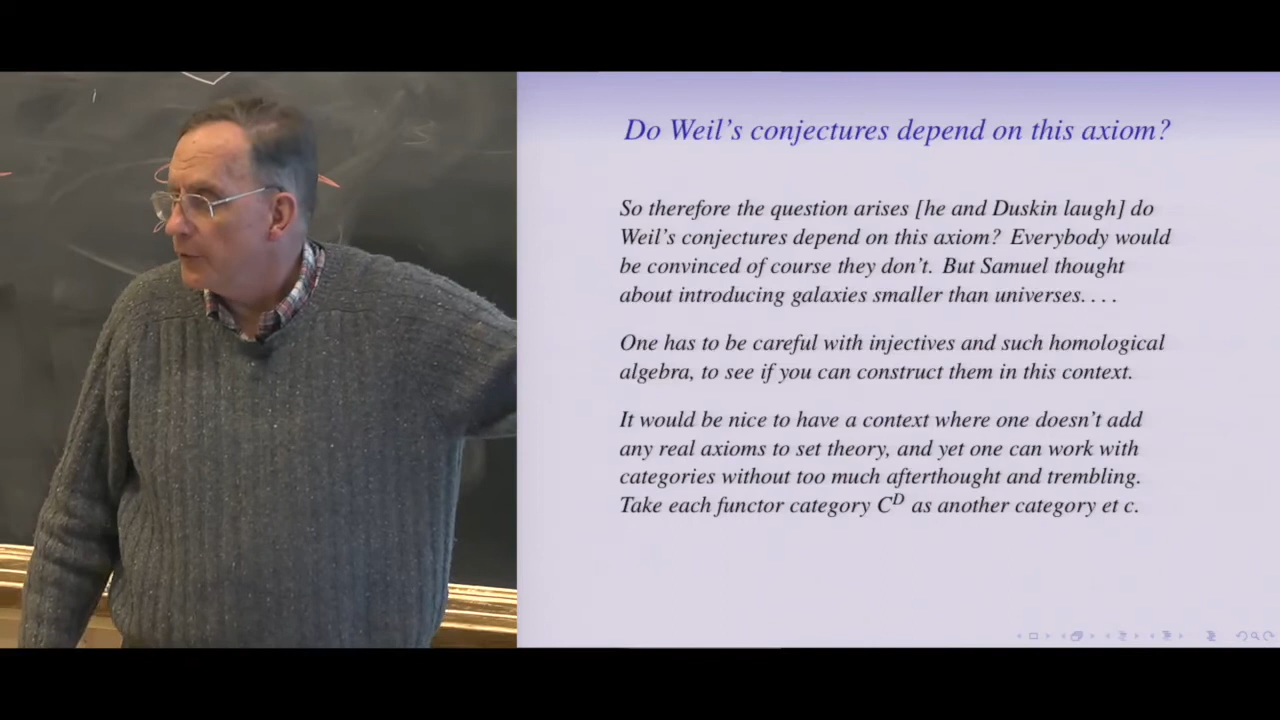 Do Weil's conjectures depend on this axiom?
So therefore the question arises [he and Duskin laugh] do
Weil's conjectures depend on this axiom? Everybody would
be convinced of course they don't. But Samuel thought
about introducing galaxies smaller than universes. . . .
One has to be careful with injectives and such homological
algebra, to see if you can construct them in this context.
It would be nice to have a context where one doesn't add
any real axioms to set theory, and yet one can work with
categories without too much afterthought and trembling.
Take each functor category C^D as another category et c.